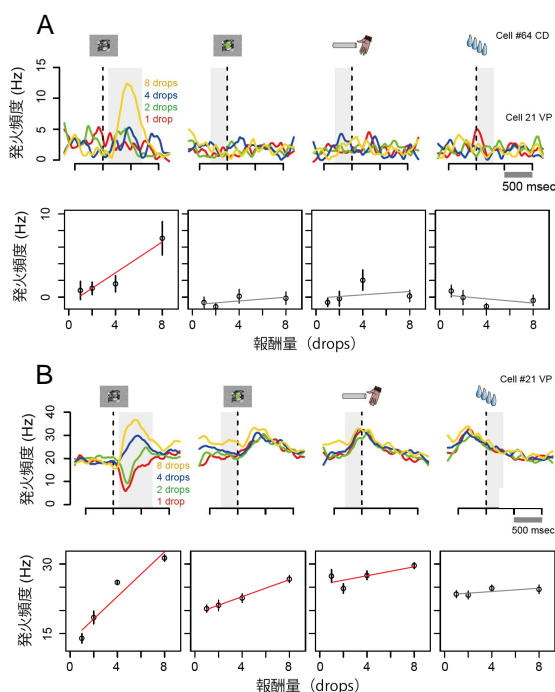 A
Cell #64 CD
発火頻度 (Hz)
15
10
5
0
8 drops
4 drops
2 drops
1 drop
Cell 21 VP
500 msec
発火頻度 (Hz)
10
0
0 4 8
0 4 8
0 4 8
0 4 8
報酬量（drops）
B
Cell #21 VP
発火頻度 (Hz)
40
30
20
10
0
8 drops
4 drops
2 drops
1 drop
500 msec
発火頻度 (Hz)
30
15
0 4 8
0 4 8
0 4 8
0 4 8
報酬量（drops）